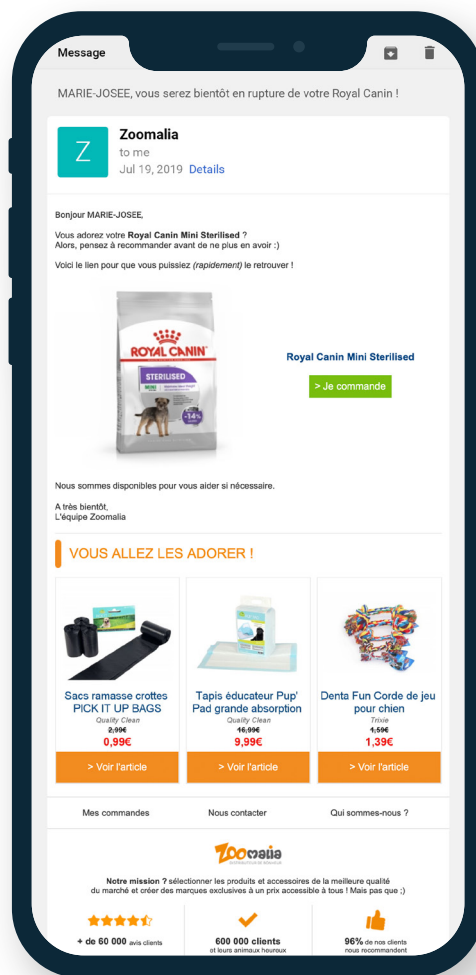 Message
MARIE-JOSEE, vous serez bientôt en rupture de votre Royal Canin !
Z
Zoomalia
to me
Jul 19, 2019 Details
Bonjour MARIE-JOSEE,
Vous adorez votre Royal Canin Mini Sterilised ?
Alors, pensez à recommander avant de ne plus en avoir :)
Voici le lien pour que vous puissiez (rapidement) le retrouver !
ROYAL CANIN
STERILISED
MINI
-14%
Royal Canin Mini Sterilised
> Je commande
Nous sommes disponibles pour vous aider si nécessaire.
A très bientôt,
L'équipe Zoomalia
VOUS ALLEZ LES ADORER !
Sacs ramasse crottes
PICK IT UP BAGS
Quality Clean
2,99€
0,99€
> Voir l'article
Tapis éducateur Pup'
Pad grande absorption
Quality Clean
16,99€
9,99€
> Voir l'article
Denta Fun Corde de jeu
pour chien
Trixie
1,59€
1,39€
> Voir l'article
Mes commandes Nous contacter Qui sommes-nous ?
Zoomalia
Notre mission ? sélectionner les produits et accessoires de la meilleure qualité
du marché et créer des marques exclusives à un prix accessible à tous ! Mais pas que ;)
+ de 60 000 avis clients
600 000 clients
et leurs animaux heureux
96% de nos clients
nous recommandent